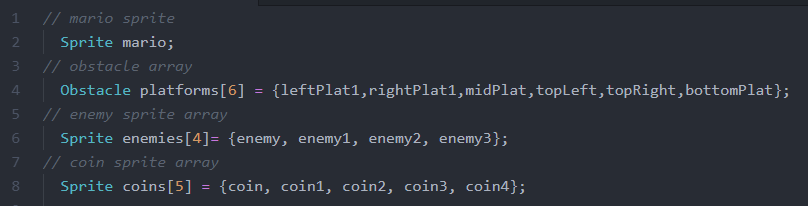 1 // mario sprite
2 Sprite mario;
3 // obstacle array
4 Obstacle platforms[6] = {leftPlat1,rightPlat1,midPlat,topLeft,topRight,bottomPlat};
5 // enemy sprite array
6 Sprite enemies[4]= {enemy, enemy1, enemy2, enemy3};
7 // coin sprite array
8 Sprite coins[5] = {coin, coin1, coin2, coin3, coin4};